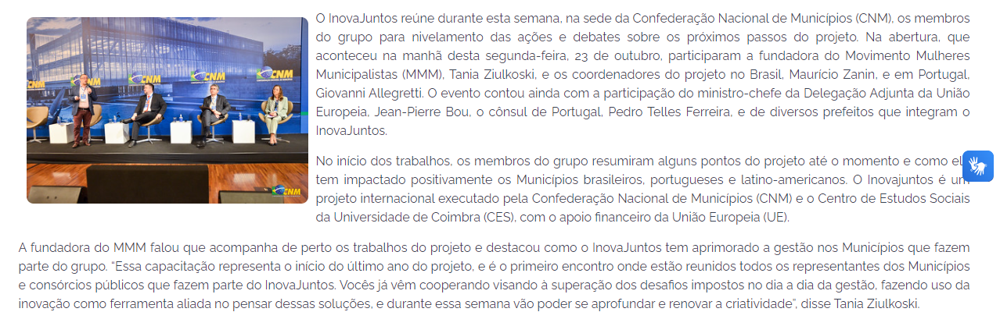 O InovaJuntos reúne durante esta semana, na sede da Confederação Nacional de Municípios (CNM), os membros
do grupo para nivelamento das ações e debates sobre os próximos passos do projeto. Na abertura, que
aconteceu na manhã desta segunda-feira, 23 de outubro, participaram a fundadora do Movimento Mulheres
Municipalistas (MMM), Tania Ziulkoski, e os coordenadores do projeto no Brasil, Maurício Zanin, e em Portugal,
Giovanni Allegretti. O evento contou ainda com a participação do ministro-chefe da Delegação Adjunta da União
Europeia, Jean-Pierre Bou, o cônsul de Portugal, Pedro Telles Ferreira, e de diversos prefeitos que integram o
InovaJuntos.
CNM CNM CNM CNM
CNM
No início dos trabalhos, os membros do grupo resumiram alguns pontos do projeto até o momento e como el
tem impactado positivamente os Municípios brasileiros, portugueses e latino-americanos. O Inovajuntos é um
projeto internacional executado pela Confederação Nacional de Municípios (CNM) e o Centro de Estudos Sociais
da Universidade de Coimbra (CES), com o apoio financeiro da União Europeia (UE).
A fundadora do MMM falou que acompanha de perto os trabalhos do projeto e destacou como o InovaJuntos tem aprimorado a gestão nos Municípios que fazem
parte do grupo. “Essa capacitação representa o início do último ano do projeto, e é o primeiro encontro onde estão reunidos todos os representantes dos Municípios
e consórcios públicos que fazem parte do InovaJuntos. Vocês já vêm cooperando visando à superação dos desafios impostos no dia a dia da gestão, fazendo uso da
inovação como ferramenta aliada no pensar dessas soluções, e durante essa semana vão poder se aprofundar e renovar a criatividade”, disse Tania Ziulkoski.